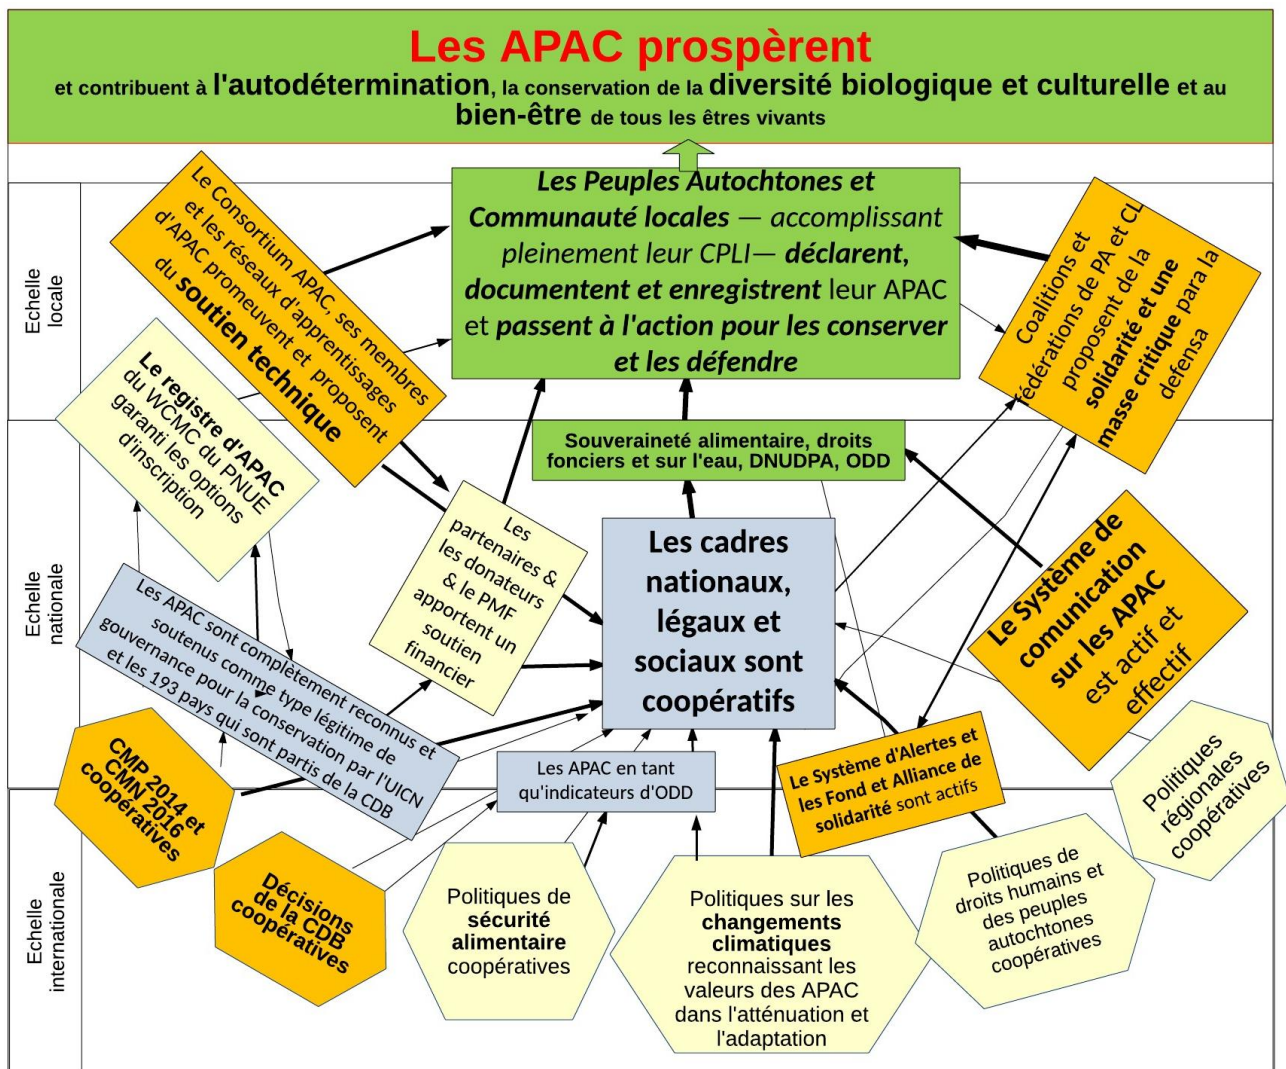 Les APAC prospèrent
et contribuent à l'autodétermination, la conservation de la diversité biologique et culturelle et au
bien-être de tous les êtres vivants
Echelle
locale
Le Consortium APAC, ses membres
et les réseaux d'apprentissages
d'APAC promeuvent et proposent
du soutien technique
Les Peuples Autochtones et
Communauté locales — accomplissant
pleinement leur CPLI— déclarent,
documentent et enregistrent leur APAC
et passent à l'action pour les conserver
et les défendre
Coalitions et
fédérations de PA et CL
proposent de la
solidarité et une
masse critique para la
defensa
Echelle
nationale
Le registre d'APAC
du WCMC du PNUE
garanti les options
d'inscription
Souveraineté alimentaire, droits
fonciers et sur l'eau, DNUDPA, ODD
Les
partenaires &
les donateurs
& le PMF
apportent un
soutien
financier
Les cadres
nationaux,
légaux et
sociaux sont
coopératifs
Le Système de
comunication
sur les APAC
est actif et
effectif
Les APAC sont complètement reconnus et
soutenus comme type légitime de
gouvernance pour la conservation par l'UICN
et les 193 pays qui sont partis de la CDB
Les APAC en tant
qu'indicateurs d'ODD
Le Système d'Alertes et
les Fond et Alliance de
solidarité sont actifs
Echelle
internationale
CMP 2014 et
CMN 2016
coopératives
Décisions
de la CDB
coopératives
Politiques de
sécurité
alimentaire
coopératives
Politiques sur les
changements
climatiques
reconnaissant les
valeurs des APAC
dans l'atténuation et
l'adaptation
Politiques de
droits humains et
des peuples
autochtones
coopératives
Politiques
régionales
coopératives